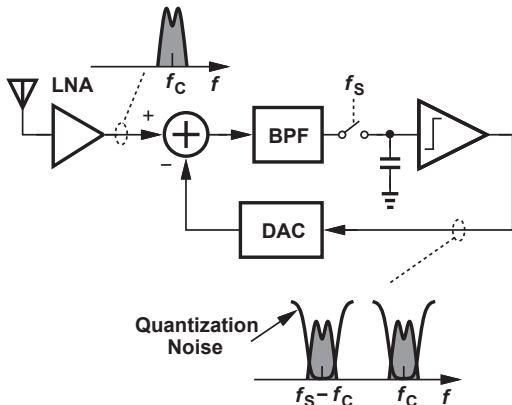 LNA
f_C
f
+
−
BPF
f_S
DAC
Quantization
Noise
f_S − f_C
f_C
f